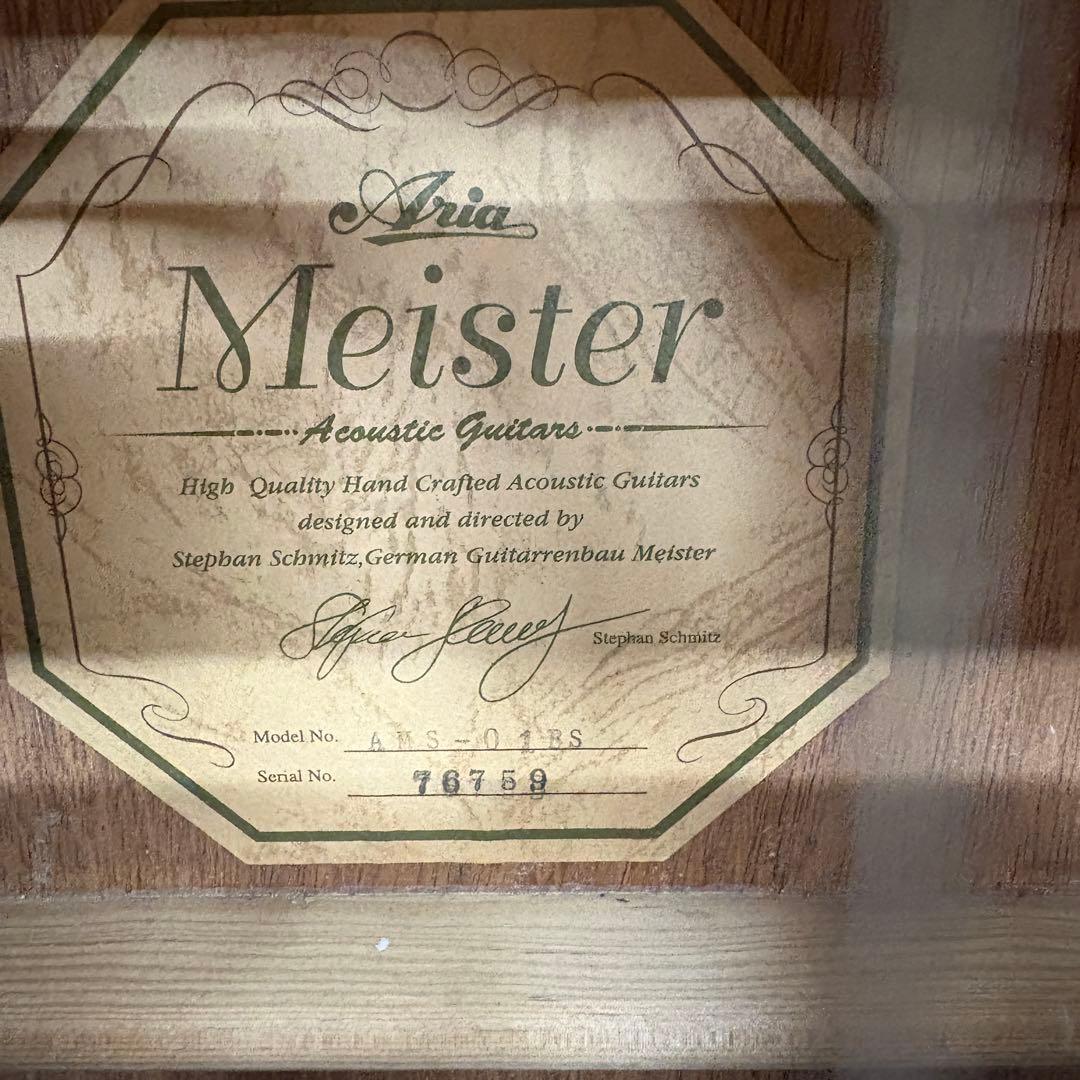 Aria
Meister
Acoustic Guitars
High Quality Hand Crafted Acoustic Guitars
designed and directed by
Stephan Schmitz,German Guitarrenbau Meister
Stephan Schmitz
Model No. AMS-01BS
Serial No. 76759